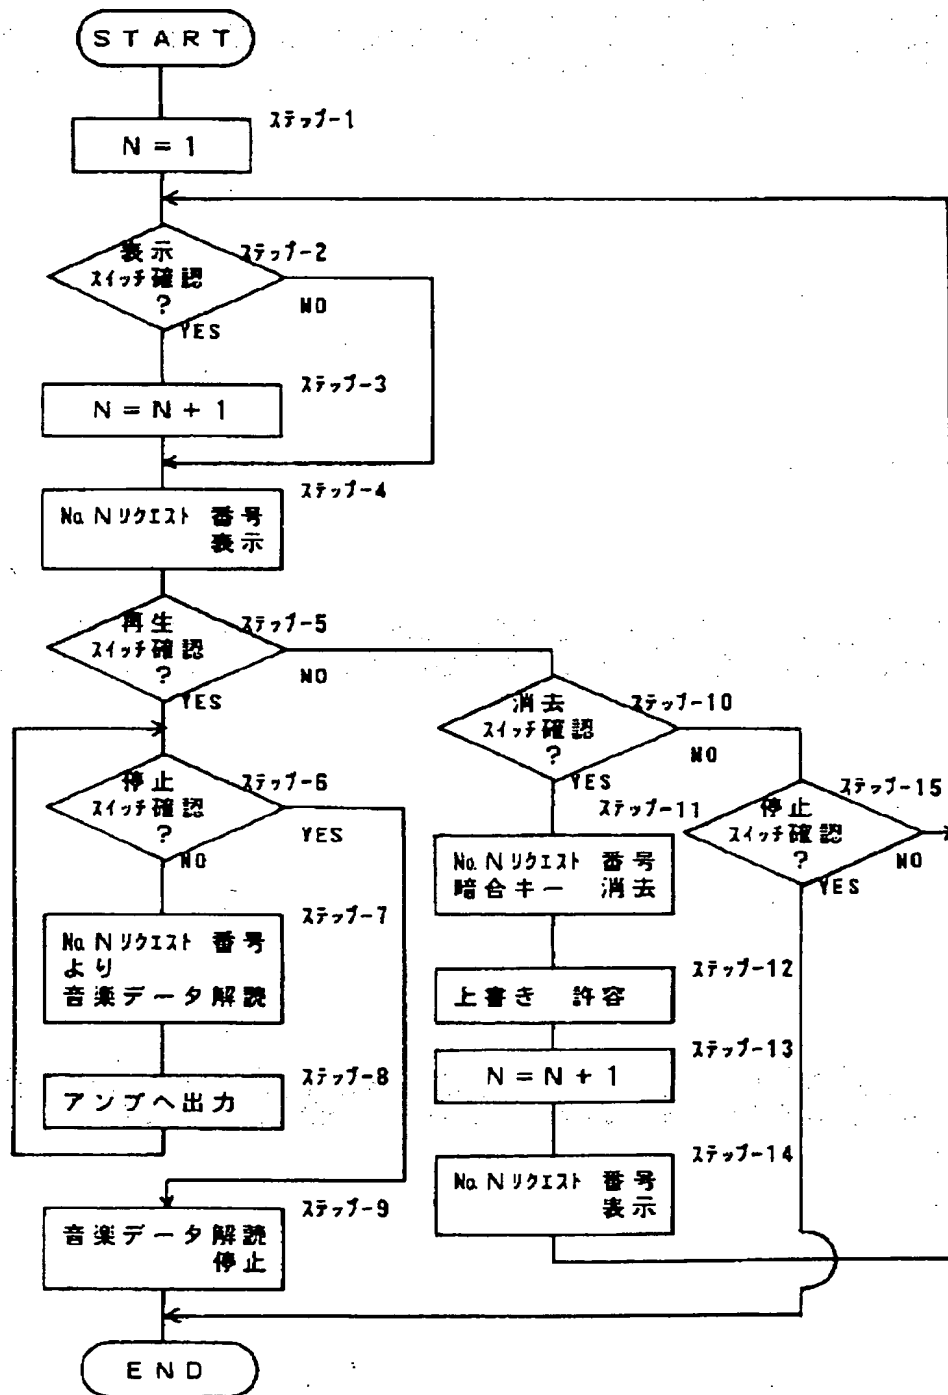 START
ステップ-1
N = 1
表示
スイッチ確認
?
ステップ-2
NO
YES
ステップ-3
N = N + 1
ステップ-4
No. N リクエスト 番号
表示
再生
スイッチ確認
?
ステップ-5
NO
YES
停止
スイッチ確認
?
ステップ-6
YES
NO
ステップ-7
No. N リクエスト 番号
より
音楽データ解読
ステップ-8
アンプへ出力
ステップ-9
音楽データ解読
停止
END
消去
スイッチ確認
?
ステップ-10
NO
YES
ステップ-11
No. N リクエスト 番号
暗合キー 消去
ステップ-12
上書き 許容
ステップ-13
N = N + 1
ステップ-14
No. N リクエスト 番号
表示
ステップ-15
停止
スイッチ確認
?
NO
YES